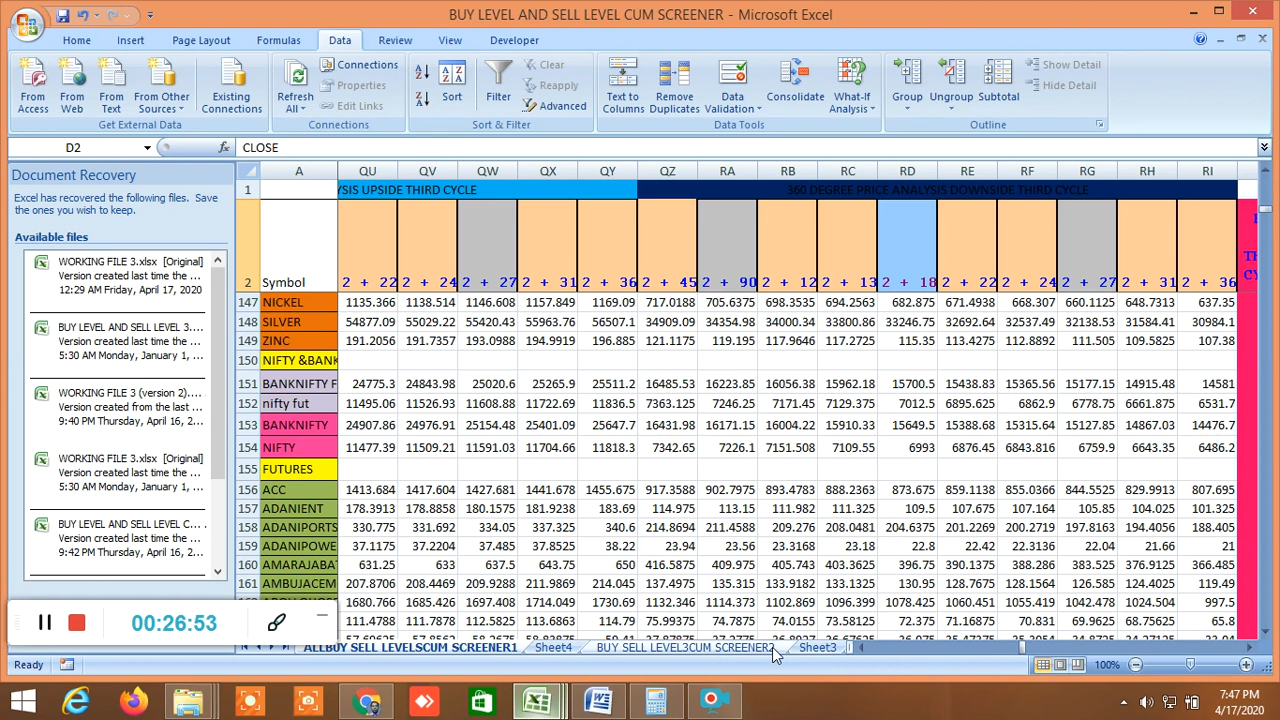 BUY LEVEL AND SELL LEVEL CUM SCREENER - Microsoft Excel
Home Insert Page Layout Formulas Data Review View Developer
From Access From Web From Text From Other Sources Existing Connections
Refresh All Connections Properties Edit Links
Sort Filter Clear Reapply Advanced
Text to Columns Remove Duplicates Data Validation Consolidate What-If Analysis
Group Ungroup Subtotal Show Detail Hide Detail
Get External Data Connections Sort & Filter Data Tools Outline
D2 fx CLOSE
Document Recovery
Excel has recovered the following files. Save
the ones you wish to keep.
Available files
WORKING FILE 3.xlsx [Original]
Version created last time the ...
12:29 AM Friday, April 17, 2020
BUY LEVEL AND SELL LEVEL 3....
Version created last time the ...
5:30 AM Monday, January 1, ...
WORKING FILE 3 (version 2)....
Version created from the last ...
9:40 PM Thursday, April 16, ...
WORKING FILE 3.xlsx [Original]
Version created last time the ...
5:30 AM Monday, January 1, ...
BUY LEVEL AND SELL LEVEL C...
Version created last time the ...
9:42 PM Thursday, April 16, ...
A QU QV QW QX QY QZ RA RB RC RD RE RF RG RH RI
1 YSIS UPSIDE THIRD CYCLE 360 DEGREE PRICE ANALYSIS DOWNSIDE THIRD CYCLE
2 Symbol 2 + 22 2 + 24 2 + 27 2 + 31 2 + 36 2 + 45 2 + 90 2 + 12 2 + 13 2 + 18 2 + 22 2 + 24 2 + 27 2 + 31 2 + 36
147 NICKEL 1135.366 1138.514 1146.608 1157.849 1169.09 717.0188 705.6375 698.3535 694.2563 682.875 671.4938 668.307 660.1125 648.7313 637.35
148 SILVER 54877.09 55029.22 55420.43 55963.76 56507.1 34909.09 34354.98 34000.34 33800.86 33246.75 32692.64 32537.49 32138.53 31584.41 30984.1
149 ZINC 191.2056 191.7357 193.0988 194.9919 196.885 121.1175 119.195 117.9646 117.2725 115.35 113.4275 112.8892 111.505 109.5825 107.38
150 NIFTY &BANK
151 BANKNIFTY F 24775.3 24843.98 25020.6 25265.9 25511.2 16485.53 16223.85 16056.38 15962.18 15700.5 15438.83 15365.56 15177.15 14915.48 14581
152 nifty fut 11495.06 11526.93 11608.88 11722.69 11836.5 7363.125 7246.25 7171.45 7129.375 7012.5 6895.625 6862.9 6778.75 6661.875 6531.7
153 BANKNIFTY 24907.86 24976.91 25154.48 25401.09 25647.7 16431.98 16171.15 16004.22 15910.33 15649.5 15388.68 15315.64 15127.85 14867.03 14476.7
154 NIFTY 11477.39 11509.21 11591.03 11704.66 11818.3 7342.65 7226.1 7151.508 7109.55 6993 6876.45 6843.816 6759.9 6643.35 6486.2
155 FUTURES
156 ACC 1413.684 1417.604 1427.681 1441.678 1455.675 917.3588 902.7975 893.4783 888.2363 873.675 859.1138 855.0366 844.5525 829.9913 807.695
157 ADANIENT 178.3913 178.8858 180.1575 181.9238 183.69 114.975 113.15 111.982 111.325 109.5 107.675 107.164 105.85 104.025 101.325
158 ADANIPORTS 330.775 331.692 334.05 337.325 340.6 214.8694 211.4588 209.276 208.0481 204.6375 201.2269 200.2719 197.8163 194.4056 188.405
159 ADANIPOWE 37.1175 37.2204 37.485 37.8525 38.22 23.94 23.56 23.3168 23.18 22.8 22.42 22.3136 22.04 21.66 21
160 AMARAJABA 631.25 633 637.5 643.75 650 416.5875 409.975 405.743 403.3625 396.75 390.1375 388.286 383.525 376.9125 366.485
161 AMBUJACEM 207.8706 208.4469 209.9288 211.9869 214.045 137.4975 135.315 133.9182 133.1325 130.95 128.7675 128.1564 126.585 124.4025 119.49
1680.766 1685.426 1697.408 1714.049 1730.69 1132.346 1114.373 1102.869 1096.399 1078.425 1060.451 1055.419 1042.478 1024.504 997.5
111.4788 111.7878 112.5825 113.6863 114.79 75.99375 74.7875 74.0155 73.58125 72.375 71.16875 70.831 69.9625 68.75625 65.8
00:26:53
ALLBUY SELL LEVELSCUM SCREENER1 Sheet4 BUY SELL LEVEL3CUM SCREENER2 Sheet3
Ready 100%
7:47 PM
4/17/2020